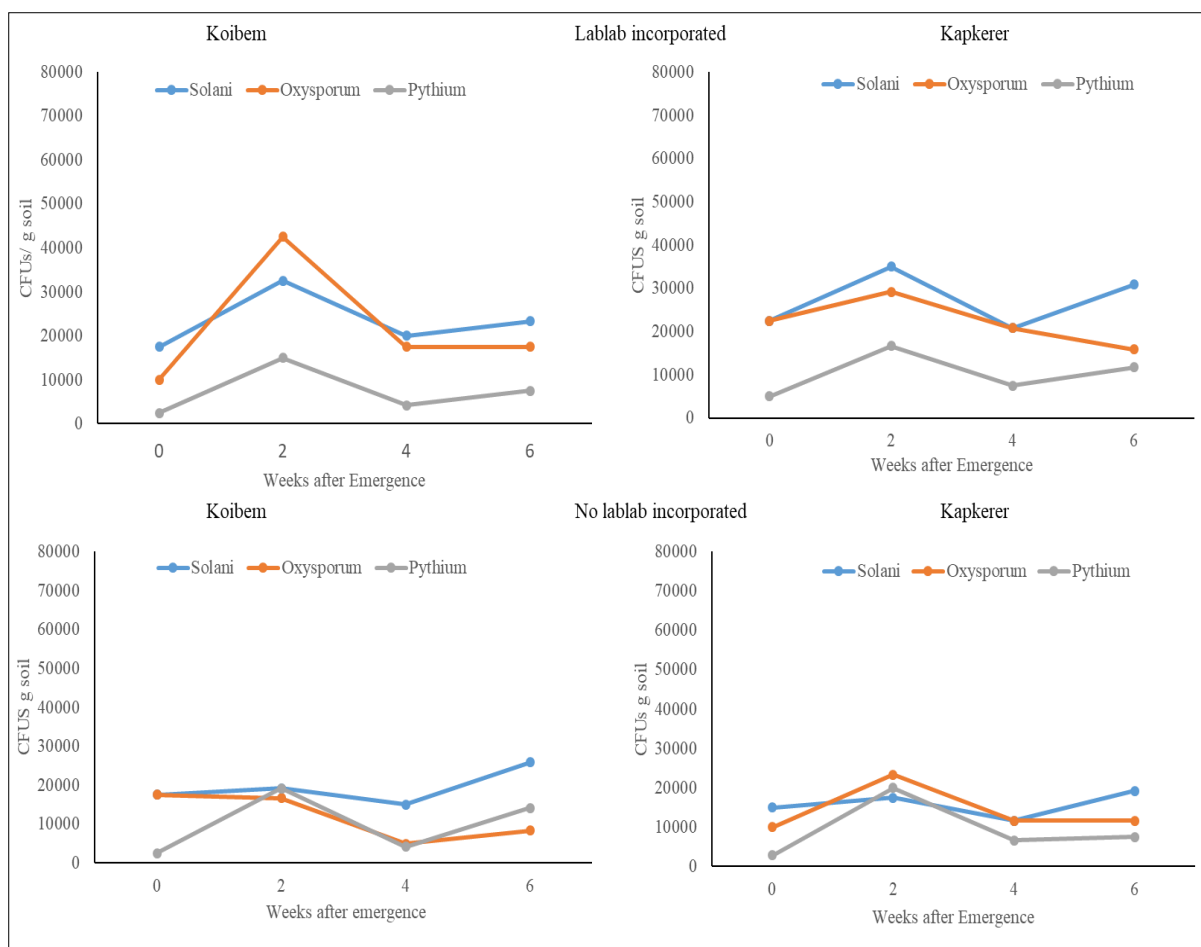 Koibem
Lablab incorporated
Kapkerer
Solani Oxysporum Pythium
80000
70000
60000
50000
40000
30000
20000
10000
0
CFUs/ g soil
0 2 4 6
Weeks after Emergence
Solani Oxysporum Pythium
80000
70000
60000
50000
40000
30000
20000
10000
0
CFUS g soil
0 2 4 6
Weeks after Emergence
Koibem
No lablab incorporated
Kapkerer
Solani Oxysporum Pythium
80000
70000
60000
50000
40000
30000
20000
10000
0
CFUS g soil
0 2 4 6
Weeks after emergence
Solani Oxysporum Pythium
80000
70000
60000
50000
40000
30000
20000
10000
0
CFUs g soil
0 2 4 6
Weeks after Emergence